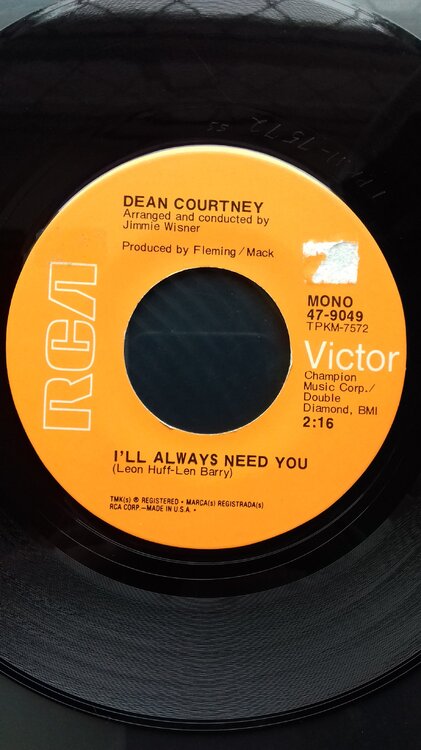 DEAN COURTNEY
Arranged and conducted by
Jimmie Wisner
Produced by Fleming/Mack
RCA
MONO
47-9049
TPKM-7572
Victor
Champion
Music Corp./
Double
Diamond, BMI
2:16
I'LL ALWAYS NEED YOU
(Leon Huff-Len Barry)
TMK(s) ® REGISTERED • MARCA(s) REGISTRADA(s)
RCA CORP.—MADE IN U.S.A. •